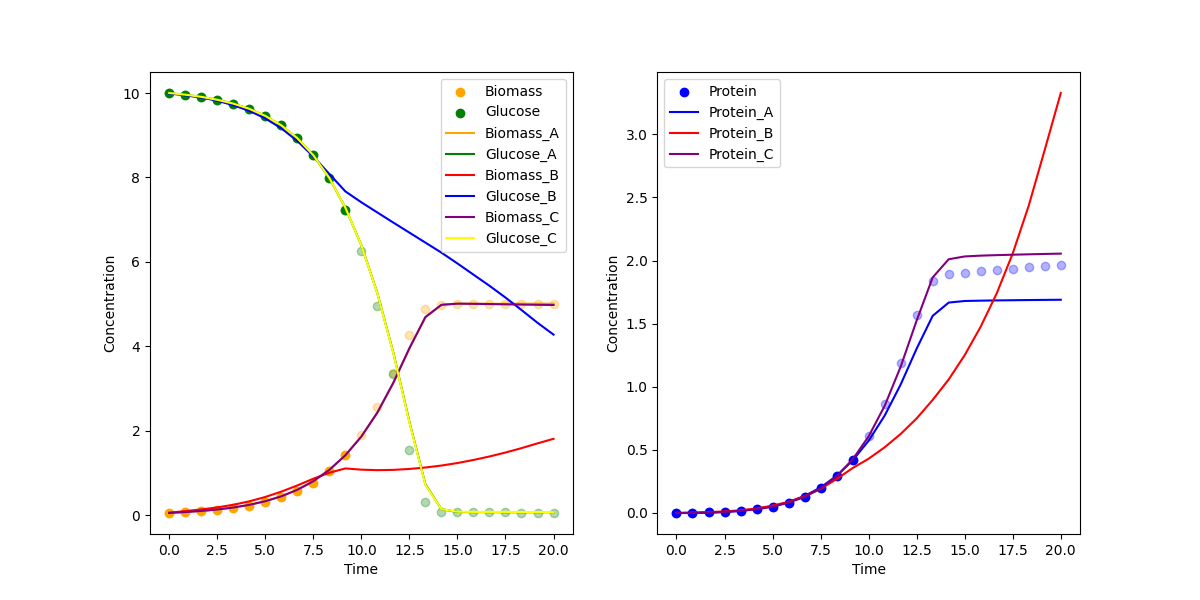 Concentration
10
8
6
4
2
0
0.0 2.5 5.0 7.5 10.0 12.5 15.0 17.5 20.0
Time
Biomass
Glucose
Biomass_A
Glucose_A
Biomass_B
Glucose_B
Biomass_C
Glucose_C
Concentration
3.0
2.5
2.0
1.5
1.0
0.5
0.0
0.0 2.5 5.0 7.5 10.0 12.5 15.0 17.5 20.0
Time
Protein
Protein_A
Protein_B
Protein_C